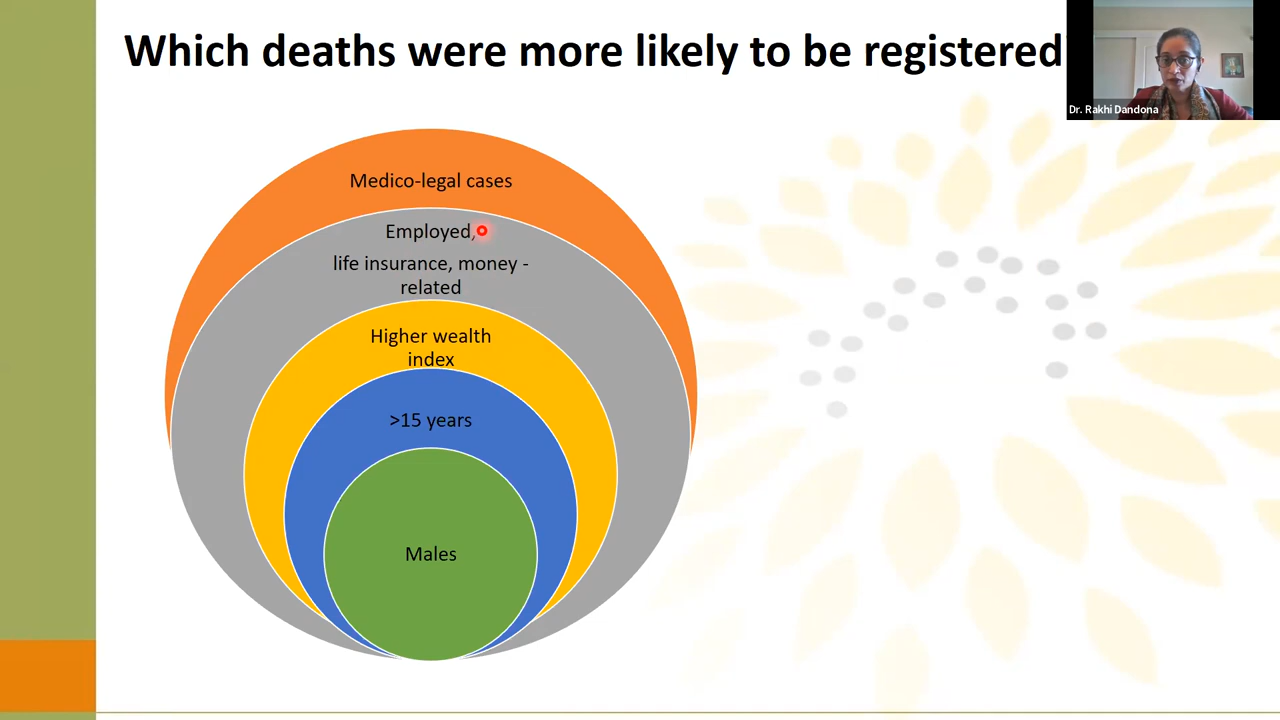 Which deaths were more likely to be registered
Dr. Rakhi Dandona
Medico-legal cases
Employed,
life insurance, money -
related
Higher wealth
index
>15 years
Males